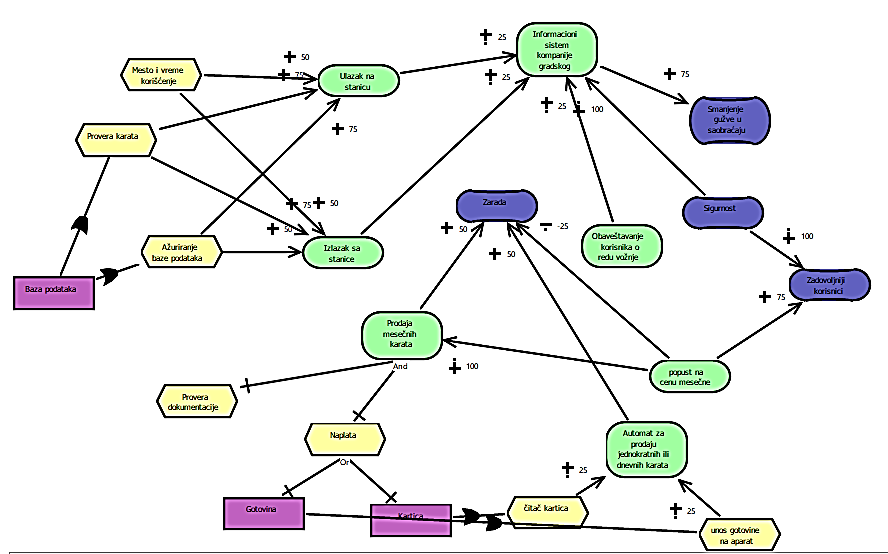 Informacioni
sistem
kompanije
gradskog
25
50
75
Mesto i vreme
korišćenje
Ulazak na
stanicu
25
75
25
100
Smanjenje
gužve u
saobraćaju
Provera karata
75
Zarada
Sigurnost
75
50
50
50
-25
Obaveštavanje
korisnika o
redu vožnje
100
Ažuriranje
baze podataka
Izlazak sa
stanice
50
Baza podataka
Zadovoljniji
korisnici
75
Prodaja
mesečnih
karata
And
100
popust na
cenu mesečne
Provera
dokumentacije
Naplata
Or
Automat za
prodaju
jednokratnih ili
dnevnih karata
25
Gotovina
Kartica
čitač kartica
25
unos gotovine
na aparat